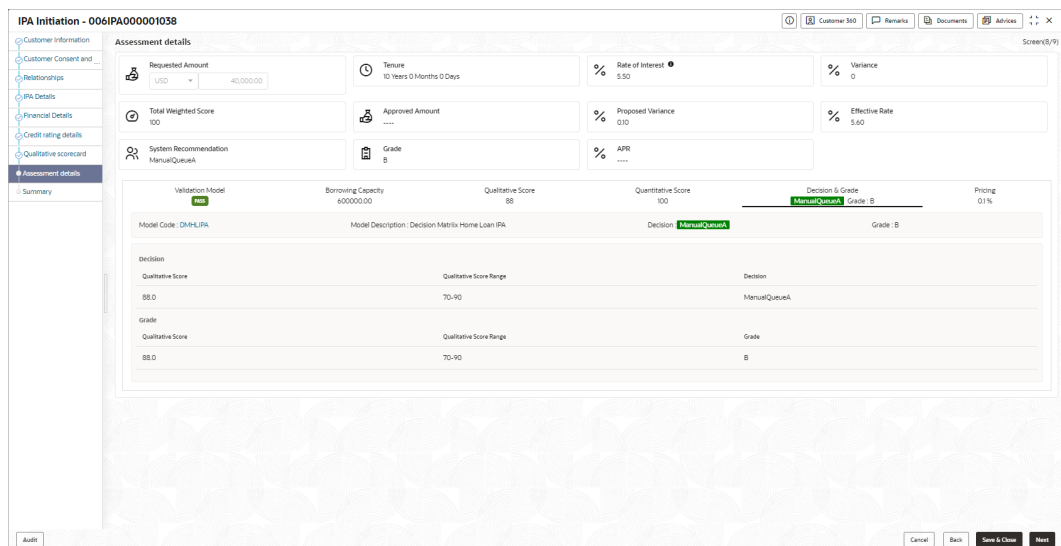 IPA Initiation - 006IPA000001038
Customer 360
Remarks
Documents
Advices
Customer Information
Customer Consent and ...
Relationships
IPA Details
Financial Details
Credit rating details
Qualitative scorecard
Assessment details
Summary
Assessment details
Screen(8/9)
Requested Amount
USD 40,000.00
Tenure
10 Years 0 Months 0 Days
Rate of Interest
5.50
Variance
0
Total Weighted Score
100
Approved Amount
----
Proposed Variance
0.10
Effective Rate
5.60
System Recommendation
ManualQueueA
Grade
B
APR
----
Validation Model
PASS
Borrowing Capacity
600000.00
Qualitative Score
88
Quantitative Score
100
Decision & Grade
ManualQueueA Grade : B
Pricing
0.1 %
Model Code : DMHLIPA Model Description : Decision Matriix Home Loan IPA Decision : ManualQueueA Grade : B
Decision
Qualitative Score Qualitative Score Range Decision
88.0 70-90 ManualQueueA
Grade
Qualitative Score Qualitative Score Range Grade
88.0 70-90 B
Audit
Cancel
Back
Save & Close
Next